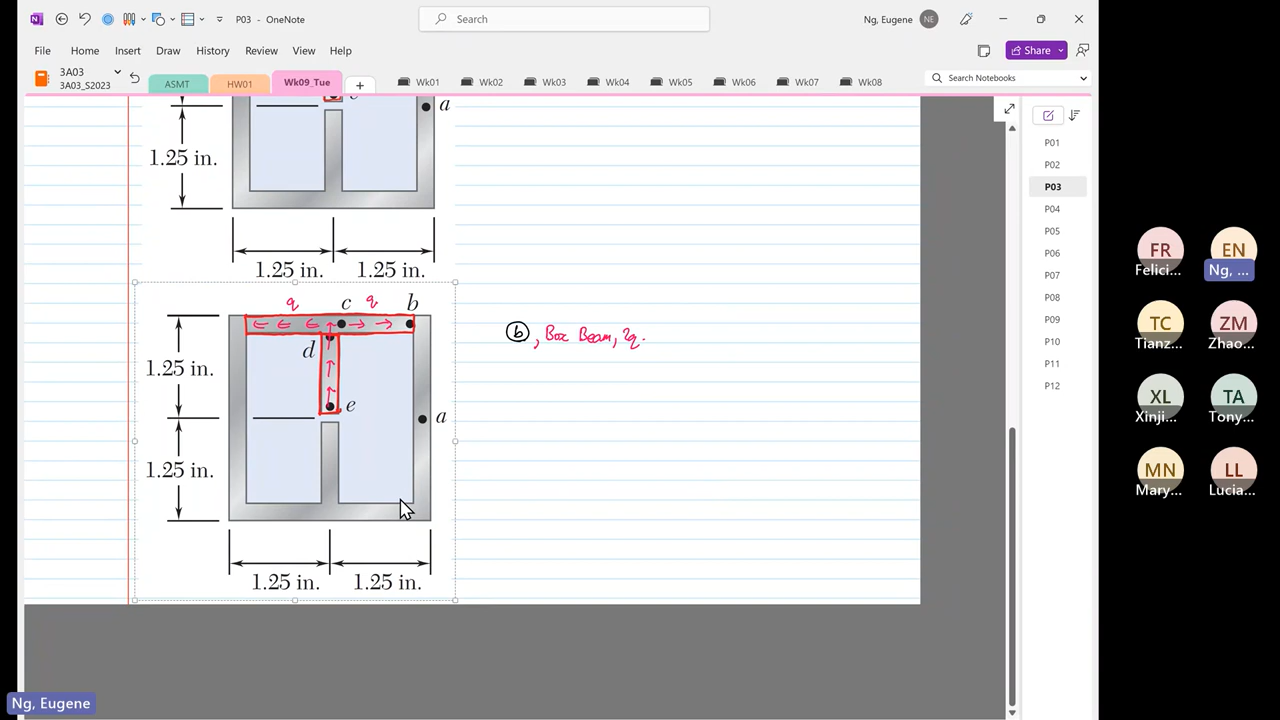 P03 - OneNote
Search
Ng, Eugene
NE
File
Home
Insert
Draw
History
Review
View
Help
Share
3A03
3A03_S2023
ASMT
HW01
Wk09_Tue
Wk01
Wk02
Wk03
Wk04
Wk05
Wk06
Wk07
Wk08
Search Notebooks
a
1.25 in.
1.25 in.
1.25 in.
q
c
q
b
d
1.25 in.
e
a
1.25 in.
1.25 in.
1.25 in.
b, Box Beam, 2q.
P01
P02
P03
P04
P05
P06
P07
P08
P09
P10
P11
P12
FR
EN
Felici...
Ng, ...
TC
ZM
Tianz...
Zhao...
XL
TA
Xinji...
Tony...
MN
LL
Mary...
Lucia...
Ng, Eugene